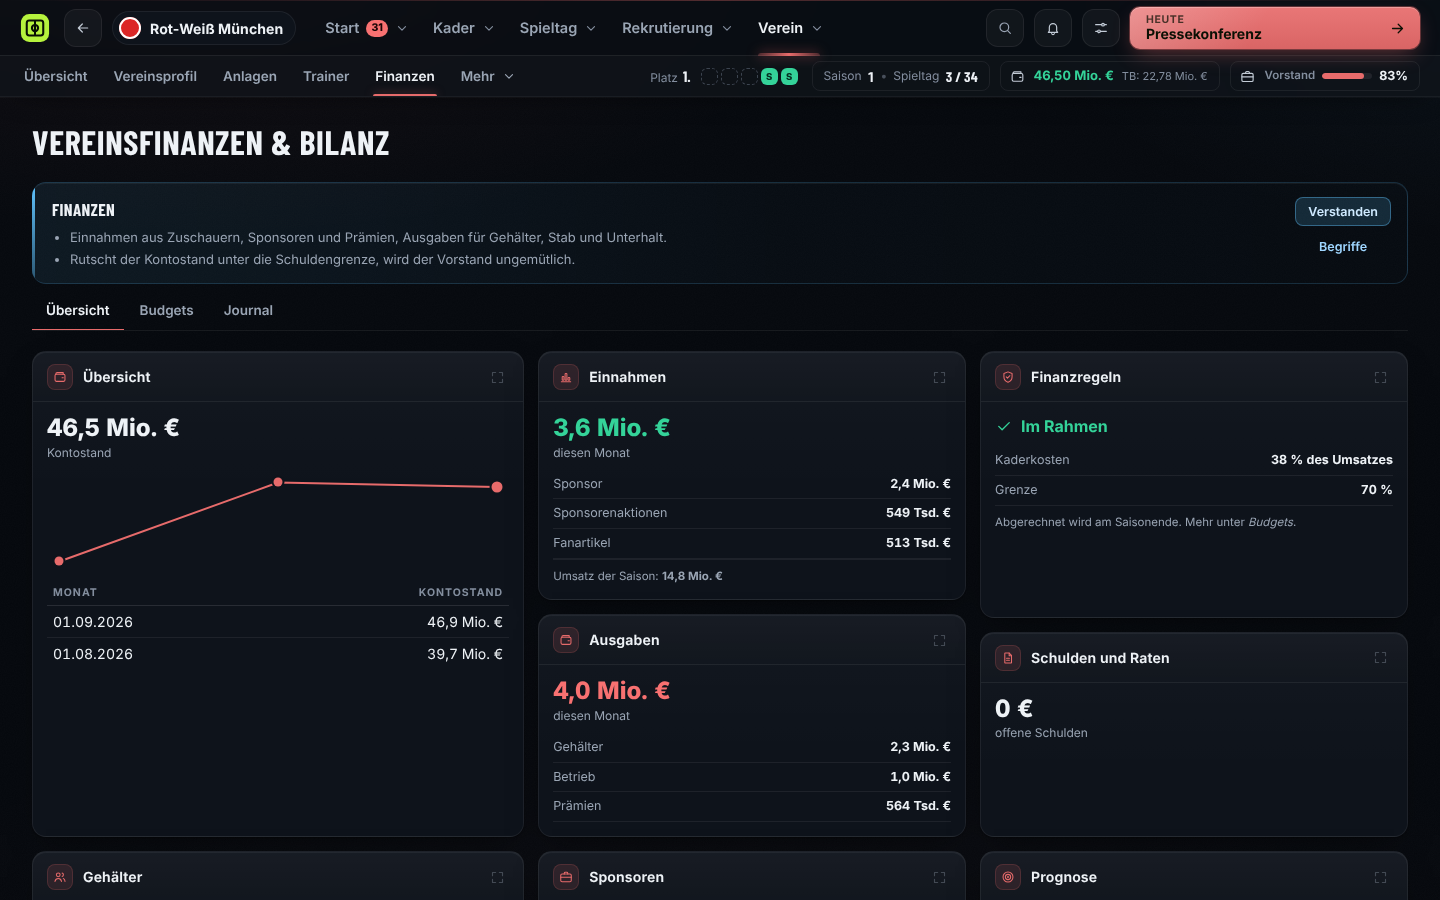 Rot-Weiß München
Start 31
Kader
Spieltag
Rekrutierung
Verein
HEUTE
Pressekonferenz
Übersicht
Vereinsprofil
Anlagen
Trainer
Finanzen
Mehr
Platz 1.
S S
Saison 1 • Spieltag 3 / 34
46,50 Mio. € TB: 22,78 Mio. €
Vorstand 83%
VEREINSFINANZEN & BILANZ
FINANZEN
• Einnahmen aus Zuschauern, Sponsoren und Prämien, Ausgaben für Gehälter, Stab und Unterhalt.
• Rutscht der Kontostand unter die Schuldengrenze, wird der Vorstand ungemütlich.
Verstanden
Begriffe
Übersicht
Budgets
Journal
Übersicht
46,5 Mio. €
Kontostand
MONAT KONTOSTAND
01.09.2026 46,9 Mio. €
01.08.2026 39,7 Mio. €
Einnahmen
3,6 Mio. €
diesen Monat
Sponsor 2,4 Mio. €
Sponsorenaktionen 549 Tsd. €
Fanartikel 513 Tsd. €
Umsatz der Saison: 14,8 Mio. €
Ausgaben
4,0 Mio. €
diesen Monat
Gehälter 2,3 Mio. €
Betrieb 1,0 Mio. €
Prämien 564 Tsd. €
Finanzregeln
Im Rahmen
Kaderkosten 38 % des Umsatzes
Grenze 70 %
Abgerechnet wird am Saisonende. Mehr unter Budgets.
Schulden und Raten
0 €
offene Schulden
Gehälter
Sponsoren
Prognose